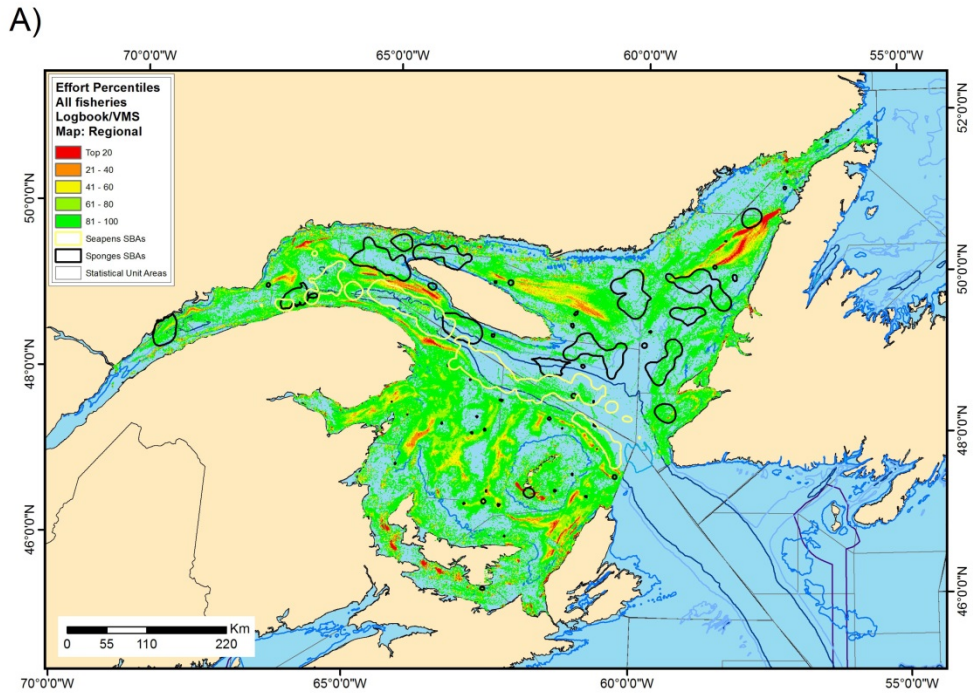 A)
70°0'0"W
65°0'0"W
60°0'0"W
55°0'0"W
Effort Percentiles
All fisheries
Logbook/VMS
Map: Regional
Top 20
21 - 40
41 - 60
61 - 80
81 - 100
Seapens SBAs
Sponges SBAs
Statistical Unit Areas
52°0'0"N
50°0'0"N
50°0'0"N
48°0'0"N
48°0'0"N
46°0'0"N
46°0'0"N
Km
0 55 110 220
70°0'0"W
65°0'0"W
60°0'0"W
55°0'0"W